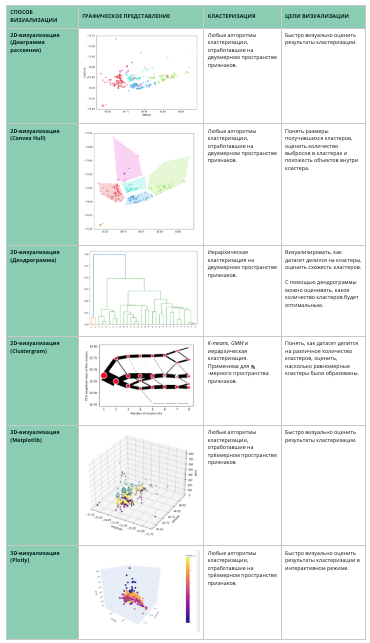 СПОСОБ
ВИЗУАЛИЗАЦИИ
ГРАФИЧЕСКОЕ ПРЕДСТАВЛЕНИЕ
КЛАСТЕРИЗАЦИЯ
ЦЕЛИ ВИЗУАЛИЗАЦИИ
2D-визуализация
(Диаграмма
рассеяния)
Любые алгоритмы
кластеризации,
отработавшие на
двухмерном пространстве
признаков.
Быстро визуально оценить
результаты кластеризации.
2D-визуализация
(Convex Hull)
Любые алгоритмы
кластеризации,
отработавшие на
двухмерном пространстве
признаков.
Понять размеры
получившихся кластеров,
оценить количество
выбросов в кластерах и
похожесть объектов внутри
кластера.
2D-визуализация
(Дендрограмма)
Иерархическая
кластеризация на
двухмерном пространстве
признаков.
Визуализировать, как
датасет делился на кластеры,
оценить схожесть кластеров.
С помощью дендрограммы
можно оценивать, какое
количество кластеров будет
оптимальным.
2D-визуализация
(Clustergram)
Number of clusters (k)
K-means, GMM и
иерархическая
кластеризация.
Применима для n
-мерного пространства
признаков.
Понять, как датасет делится
на различное количество
кластеров, оценить,
насколько равномерные
кластеры были образованы.
3D-визуализация
(Matplotlib)
Любые алгоритмы
кластеризации,
отработавшие на
трёхмерном пространстве
признаков.
Быстро визуально оценить
результаты кластеризации.
3D-визуализация
(Plotly)
Любые алгоритмы
кластеризации,
отработавшие на
трёхмерном пространстве
признаков.
Быстро визуально оценить
результаты кластеризации в
интерактивном режиме.